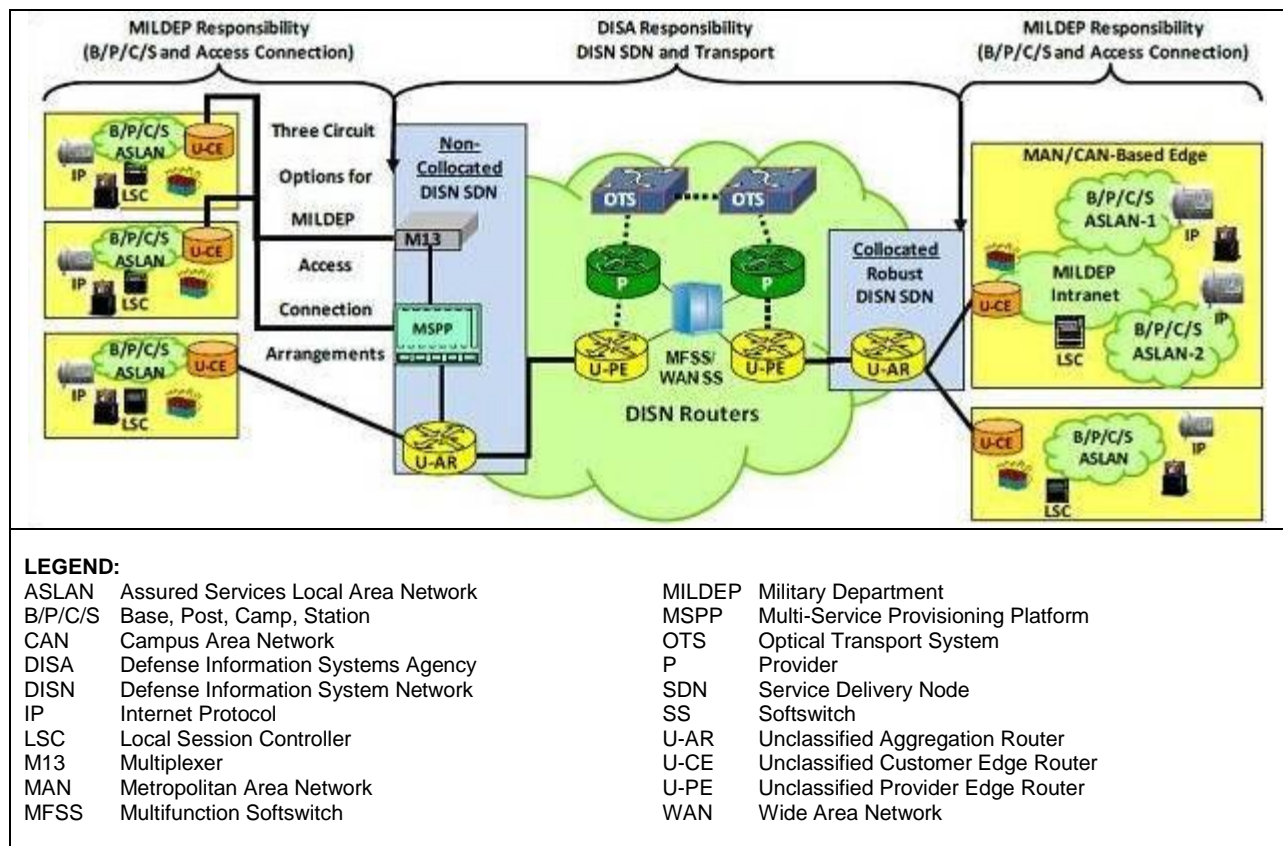 MILDEP Responsibility
(B/P/C/S and Access Connection)
DISA Responsibility
DISN SDN and Transport
MILDEP Responsibility
(B/P/C/S and Access Connection)
B/P/C/S
ASLAN
U-CE
IP
LSC
B/P/C/S
ASLAN
U-CE
IP
LSC
B/P/C/S
ASLAN
U-CE
IP
LSC
Three Circuit
Options for
MILDEP
Access
Connection
Arrangements
Non-
Collocated
DISN SDN
M13
MSPP
U-AR
OTS
OTS
P
P
U-PE
U-PE
MFSS/
WAN SS
DISN Routers
Collocated
Robust
DISN SDN
U-AR
MAN/CAN-Based Edge
B/P/C/S
ASLAN-1
IP
MILDEP
Intranet
U-CE
LSC
IP
B/P/C/S
ASLAN-2
U-CE
B/P/C/S
ASLAN
IP
LSC
LEGEND:
ASLAN Assured Services Local Area Network
B/P/C/S Base, Post, Camp, Station
CAN Campus Area Network
DISA Defense Information Systems Agency
DISN Defense Information System Network
IP Internet Protocol
LSC Local Session Controller
M13 Multiplexer
MAN Metropolitan Area Network
MFSS Multifunction Softswitch
MILDEP Military Department
MSPP Multi-Service Provisioning Platform
OTS Optical Transport System
P Provider
SDN Service Delivery Node
SS Softswitch
U-AR Unclassified Aggregation Router
U-CE Unclassified Customer Edge Router
U-PE Unclassified Provider Edge Router
WAN Wide Area Network